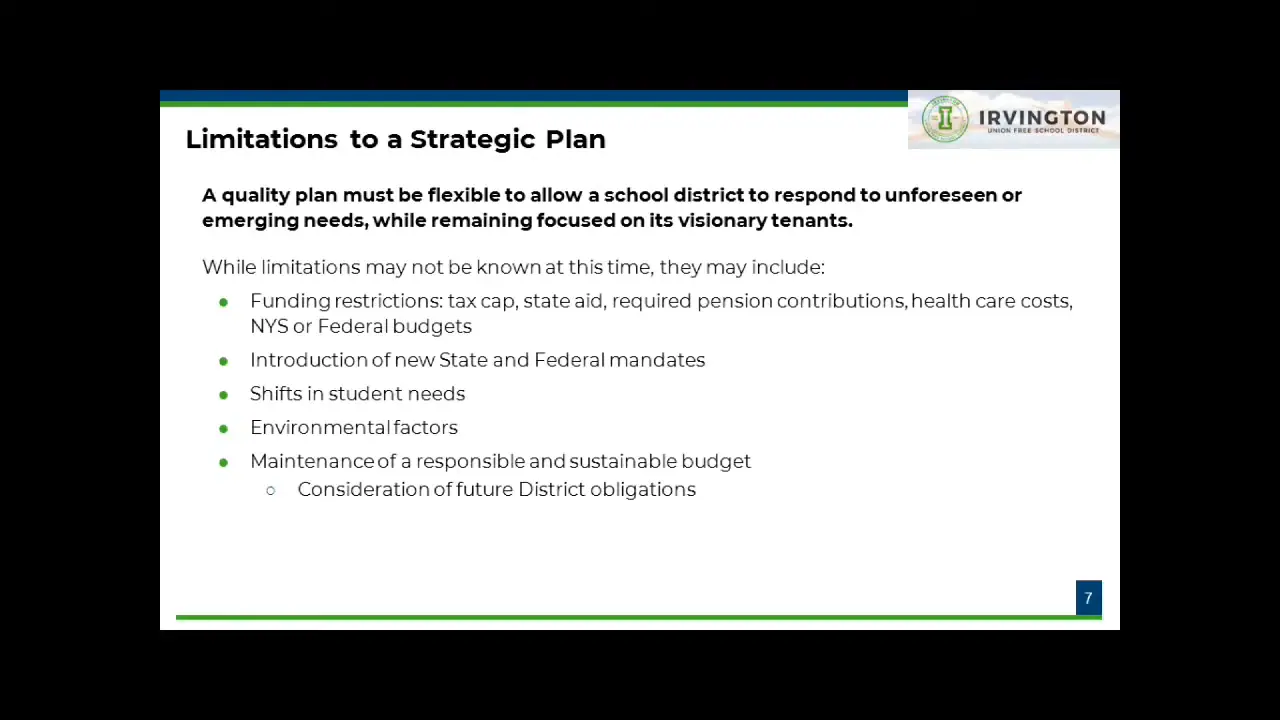 IRVINGTON
UNION FREE SCHOOL DISTRICT
Limitations to a Strategic Plan
A quality plan must be flexible to allow a school district to respond to unforeseen or
emerging needs, while remaining focused on its visionary tenants.
While limitations may not be known at this time, they may include:
● Funding restrictions: tax cap, state aid, required pension contributions, health care costs,
NYS or Federal budgets
● Introduction of new State and Federal mandates
● Shifts in student needs
● Environmental factors
● Maintenance of a responsible and sustainable budget
○ Consideration of future District obligations
7